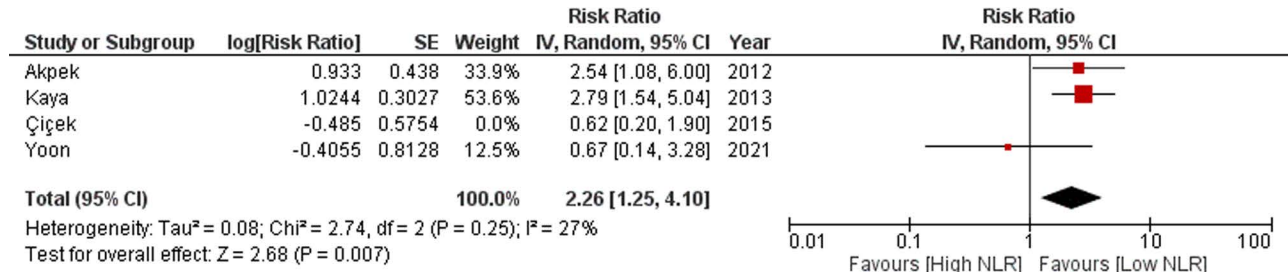 Risk Ratio Risk Ratio
Study or Subgroup log[Risk Ratio] SE Weight IV, Random, 95% CI Year IV, Random, 95% CI
Akpek 0.933 0.438 33.9% 2.54 [1.08, 6.00] 2012
Kaya 1.0244 0.3027 53.6% 2.79 [1.54, 5.04] 2013
Çiçek -0.485 0.5754 0.0% 0.62 [0.20, 1.90] 2015
Yoon -0.4055 0.8128 12.5% 0.67 [0.14, 3.28] 2021
Total (95% CI) 100.0% 2.26 [1.25, 4.10]
Heterogeneity: Tau² = 0.08; Chi² = 2.74, df = 2 (P = 0.25); I² = 27%
Test for overall effect: Z = 2.68 (P = 0.007)
0.01 0.1 1 10 100
Favours [High NLR] Favours [Low NLR]